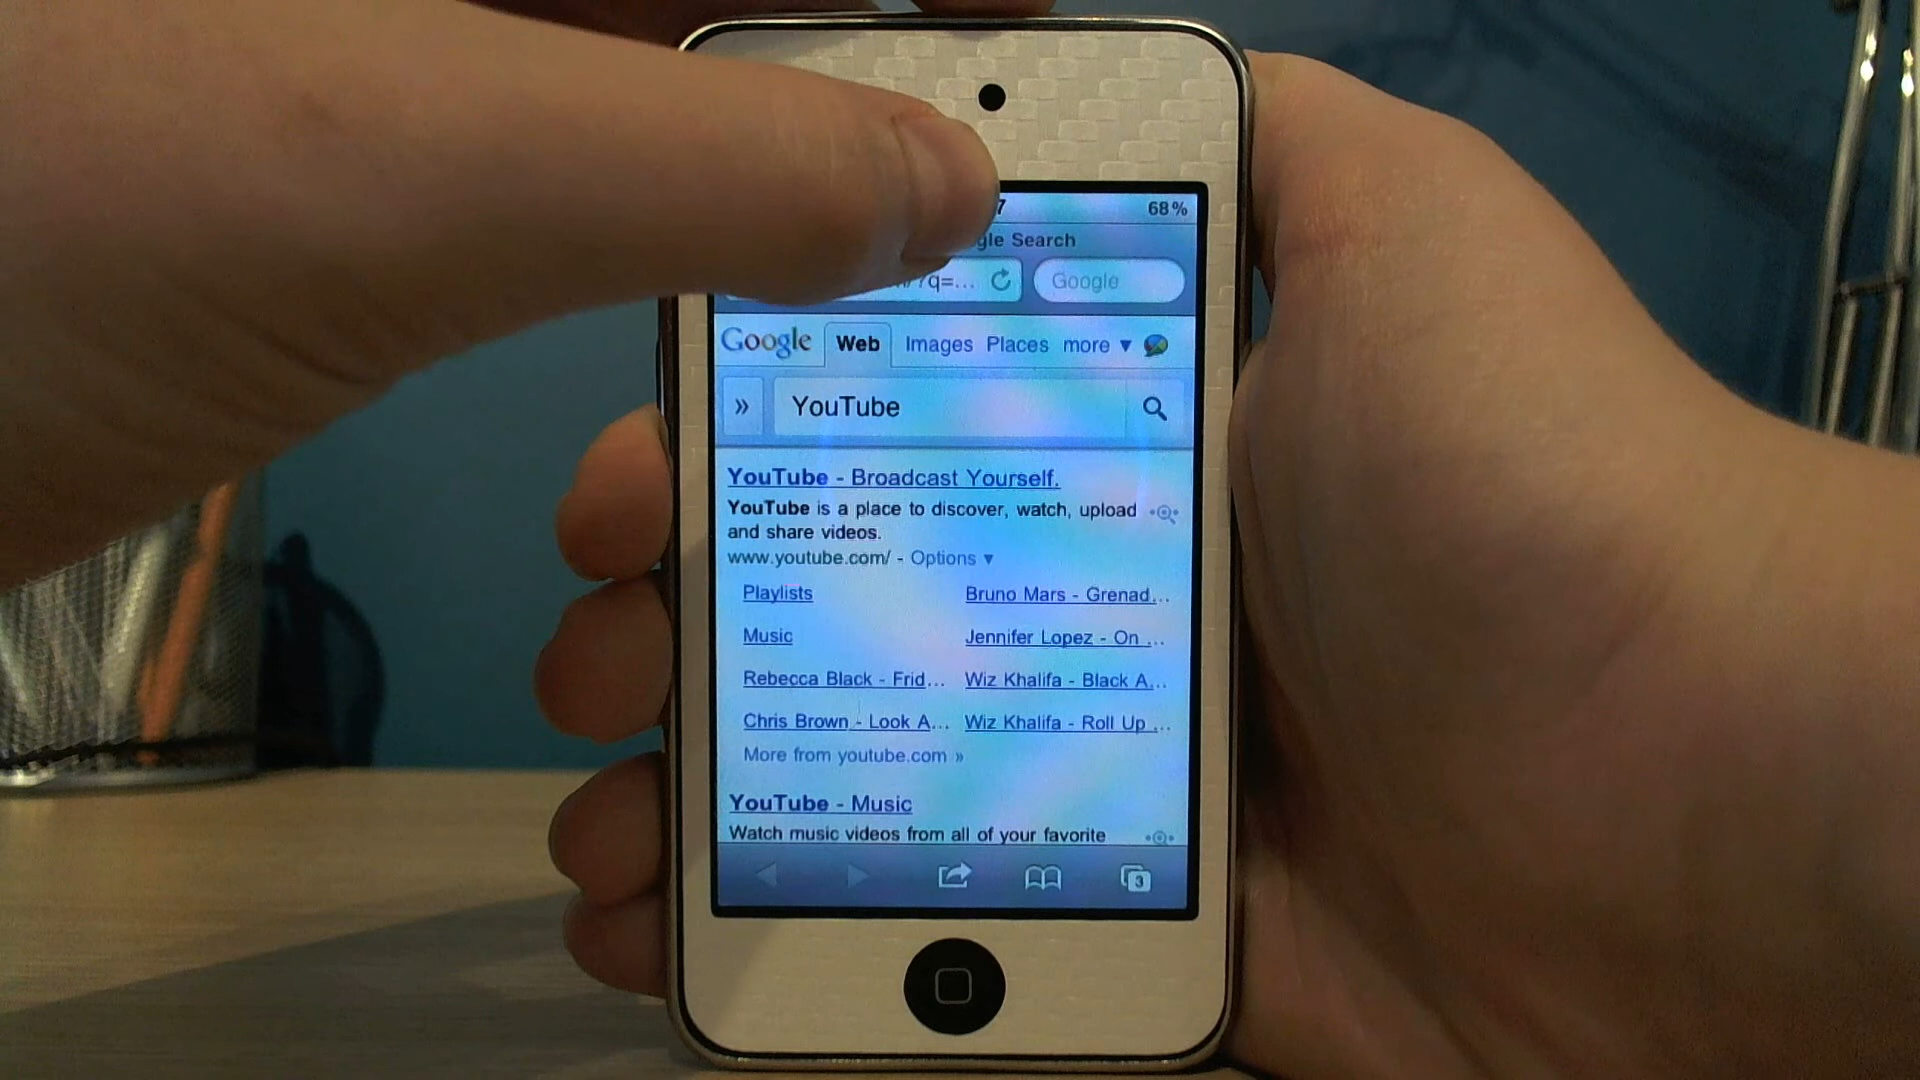 7 68%
gle Search
?q=... Google
Google Web Images Places more ▼
» YouTube
YouTube - Broadcast Yourself.
YouTube is a place to discover, watch, upload
and share videos.
www.youtube.com/ - Options ▼
Playlists Bruno Mars - Grenad...
Music Jennifer Lopez - On ...
Rebecca Black - Frid... Wiz Khalifa - Black A...
Chris Brown - Look A... Wiz Khalifa - Roll Up ...
More from youtube.com »
YouTube - Music
Watch music videos from all of your favorite
3